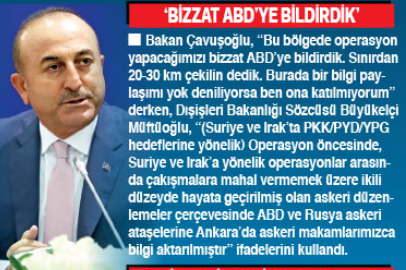 ‘BİZZAT ABD’YE BİLDİRDİK’
■ Bakan Çavuşoğlu, “Bu bölgede operasyon
yapacağımızı bizzat ABD’ye bildirdik. Sınırdan
20-30 km çekilin dedik. Burada bir bilgi pay-
laşımı yok deniliyorsa ben ona katılmıyorum”
derken, Dışişleri Bakanlığı Sözcüsü Büyükelçi
Müftüoğlu, “(Suriye ve Irak’ta PKK/PYD/YPG
hedeflerine yönelik) Operasyon öncesinde,
Suriye ve Irak’a yönelik operasyonlar arasın-
da çakışmalara mahal vermemek üzere ikili
düzeyde hayata geçirilmiş olan askeri düzen-
lemeler çerçevesinde ABD ve Rusya askeri
ataşelerine Ankara’da askeri makamlarımızca
bilgi aktarılmıştır” ifadelerini kullandı.